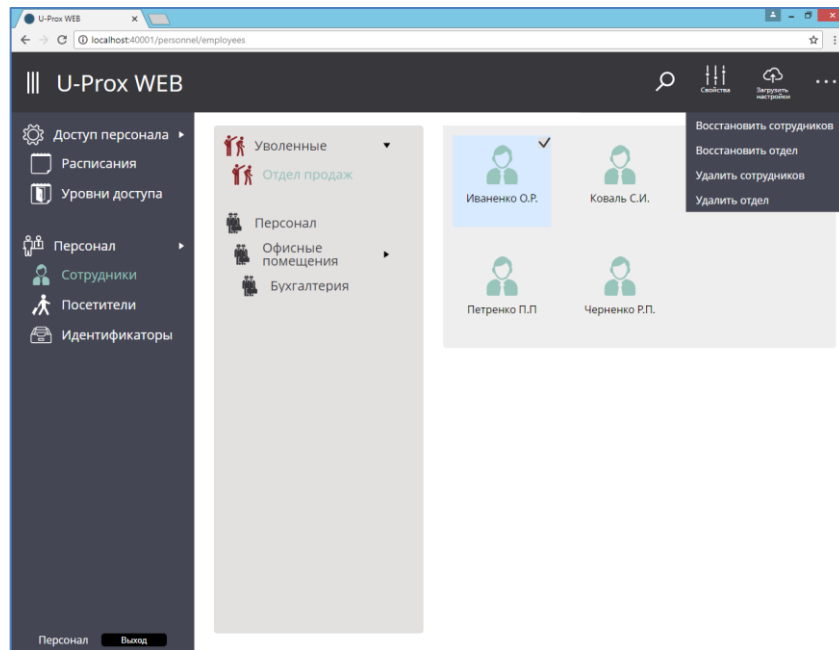 U-Prox WEB
localhost:40001/personnel/employees
U-Prox WEB
Свойства
Загрузить
настройки
Восстановить сотрудников
Восстановить отдел
Удалить сотрудников
Удалить отдел
Доступ персонала
Расписания
Уровни доступа
Персонал
Сотрудники
Посетители
Идентификаторы
Уволенные
Отдел продаж
Персонал
Офисные
помещения
Бухгалтерия
Иваненко О.Р.
Коваль С.И.
Петренко П.П
Черненко Р.П.
Персонал
Выход